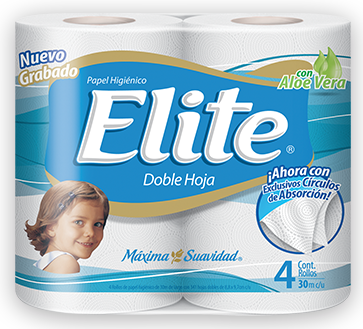 Nuevo
Grabado
con
Aloe Vera
Papel Higiénico
Elite®
Doble Hoja
¡Ahora con
Exclusivos Círculos
de Absorción!
Máxima Suavidad®
4 Cont.
Rollos
30m c/u